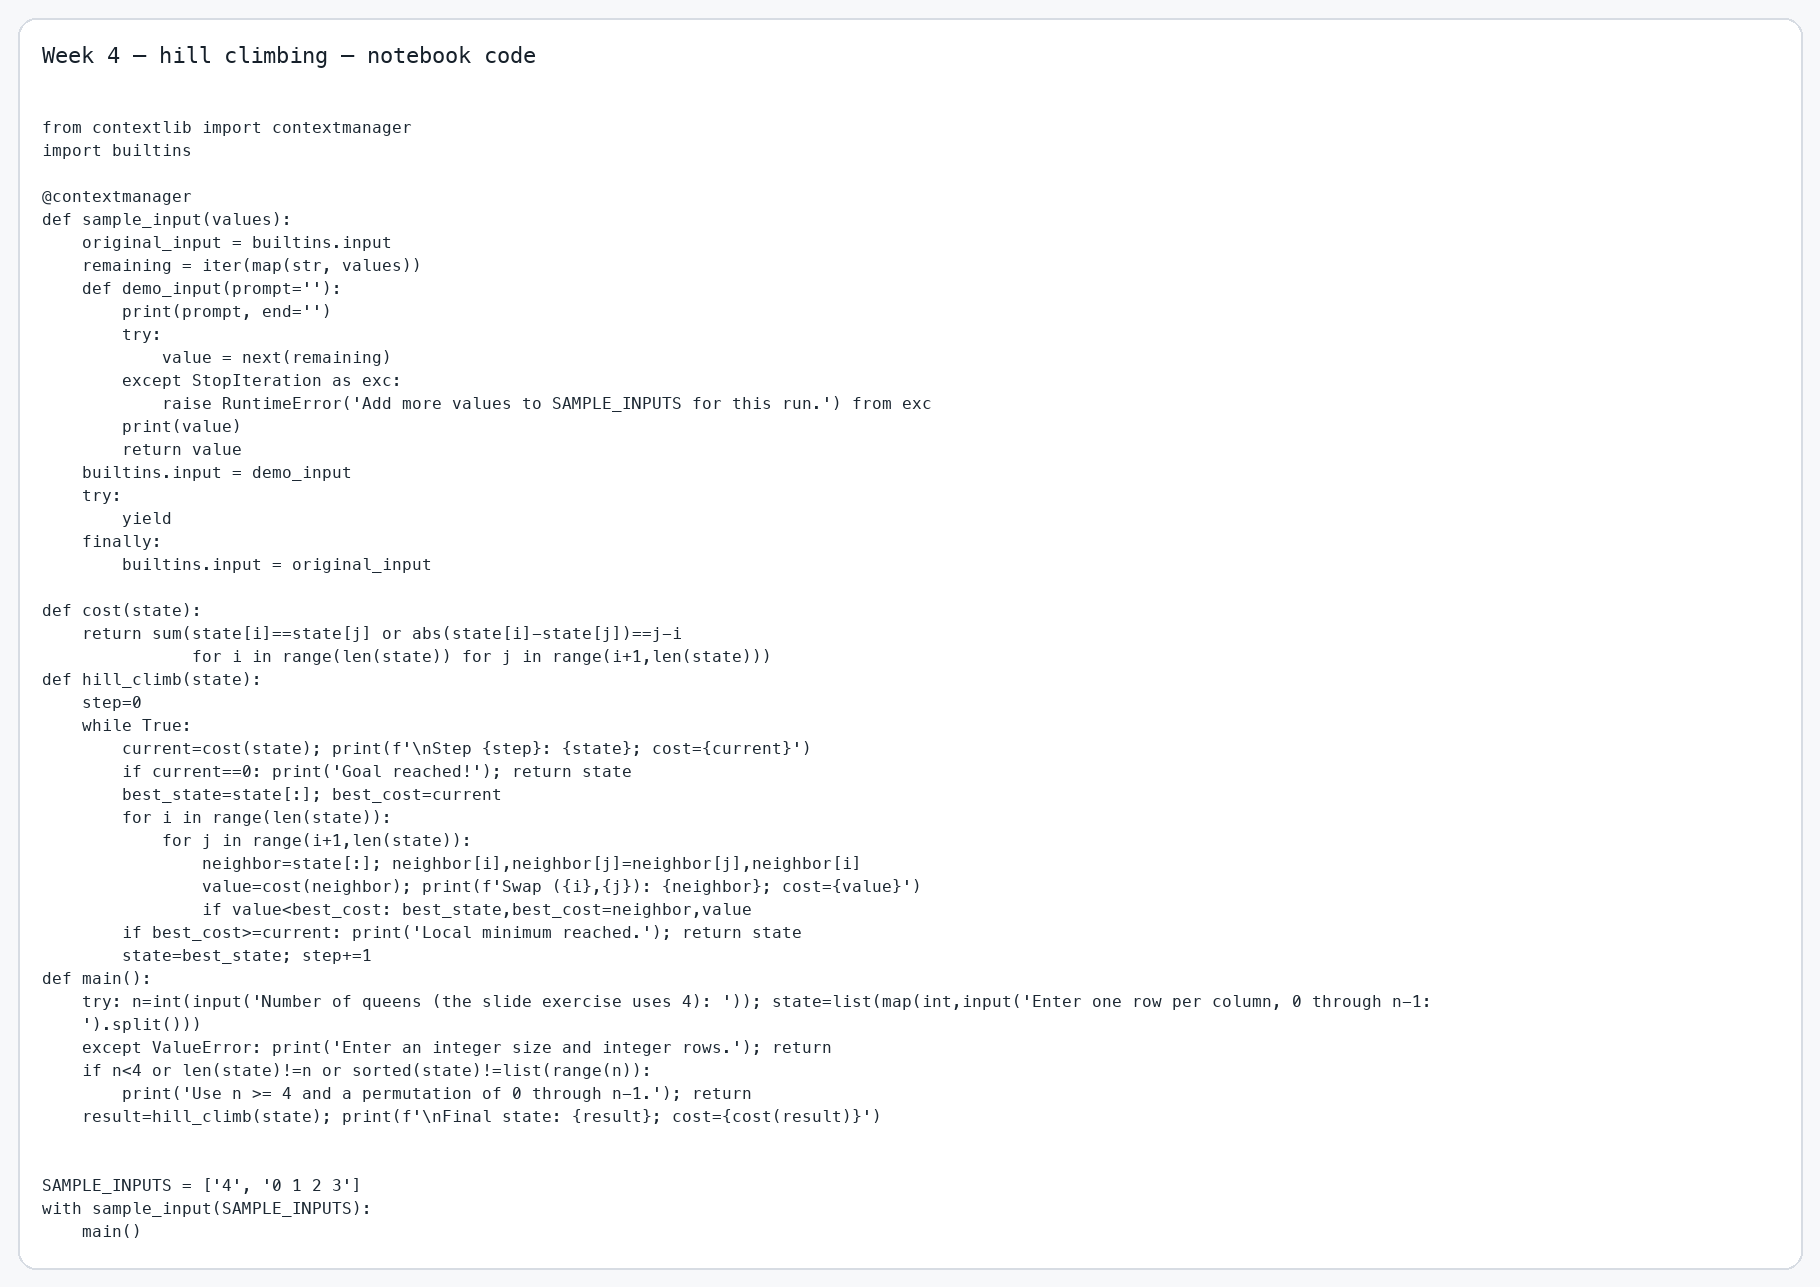 Week 4 — hill climbing — notebook code
from contextlib import contextmanager
import builtins
@contextmanager
def sample_input(values):
    original_input = builtins.input
    remaining = iter(map(str, values))
    def demo_input(prompt=''):
        print(prompt, end='')
        try:
            value = next(remaining)
        except StopIteration as exc:
            raise RuntimeError('Add more values to SAMPLE_INPUTS for this run.') from exc
        print(value)
        return value
    builtins.input = demo_input
    try:
        yield
    finally:
        builtins.input = original_input
def cost(state):
    return sum(state[i]==state[j] or abs(state[i]-state[j])==j-i
               for i in range(len(state)) for j in range(i+1,len(state)))
def hill_climb(state):
    step=0
    while True:
        current=cost(state); print(f'\nStep {step}: {state}; cost={current}')
        if current==0: print('Goal reached!'); return state
        best_state=state[:]; best_cost=current
        for i in range(len(state)):
            for j in range(i+1,len(state)):
                neighbor=state[:]; neighbor[i],neighbor[j]=neighbor[j],neighbor[i]
                value=cost(neighbor); print(f'Swap ({i},{j}): {neighbor}; cost={value}')
                if value<best_cost: best_state,best_cost=neighbor,value
        if best_cost>=current: print('Local minimum reached.'); return state
        state=best_state; step+=1
def main():
    try: n=int(input('Number of queens (the slide exercise uses 4): ')); state=list(map(int,input('Enter one row per column, 0 through n-1:
    ').split()))
    except ValueError: print('Enter an integer size and integer rows.'); return
    if n<4 or len(state)!=n or sorted(state)!=list(range(n)):
        print('Use n >= 4 and a permutation of 0 through n-1.'); return
    result=hill_climb(state); print(f'\nFinal state: {result}; cost={cost(result)}')
SAMPLE_INPUTS = ['4', '0 1 2 3']
with sample_input(SAMPLE_INPUTS):
    main()